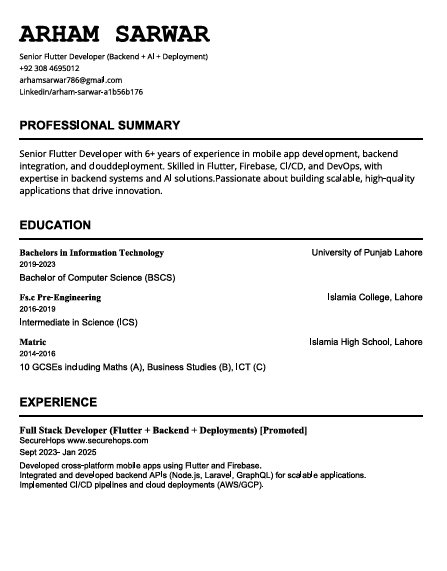 ARHAM SARWAR
Senior Flutter Developer (Backend + AI + Deployment)
+92 308 4695012
arhamsarwar786@gmail.com
Linkedin/arham-sarwar-a1b56b176
PROFESSIONAL SUMMARY
Senior Flutter Developer with 6+ years of experience in mobile app development, backend
integration, and clouddeployment. Skilled in Flutter, Firebase, CI/CD, and DevOps, with
expertise in backend systems and AI solutions.Passionate about building scalable, high-quality
applications that drive innovation.
EDUCATION
Bachelors in Information Technology University of Punjab Lahore
2019-2023
Bachelor of Computer Science (BSCS)
Fs.c Pre-Engineering Islamia College, Lahore
2016-2019
Intermediate in Science (ICS)
Matric Islamia High School, Lahore
2014-2016
10 GCSEs including Maths (A), Business Studies (B), ICT (C)
EXPERIENCE
Full Stack Developer (Flutter + Backend + Deployments) [Promoted]
SecureHops www.securehops.com
Sept 2023- Jan 2025
Developed cross-platform mobile apps using Flutter and Firebase.
Integrated and developed backend APIs (Node.js, Laravel, GraphQL) for scalable applications.
Implemented CI/CD pipelines and cloud deployments (AWS/GCP).